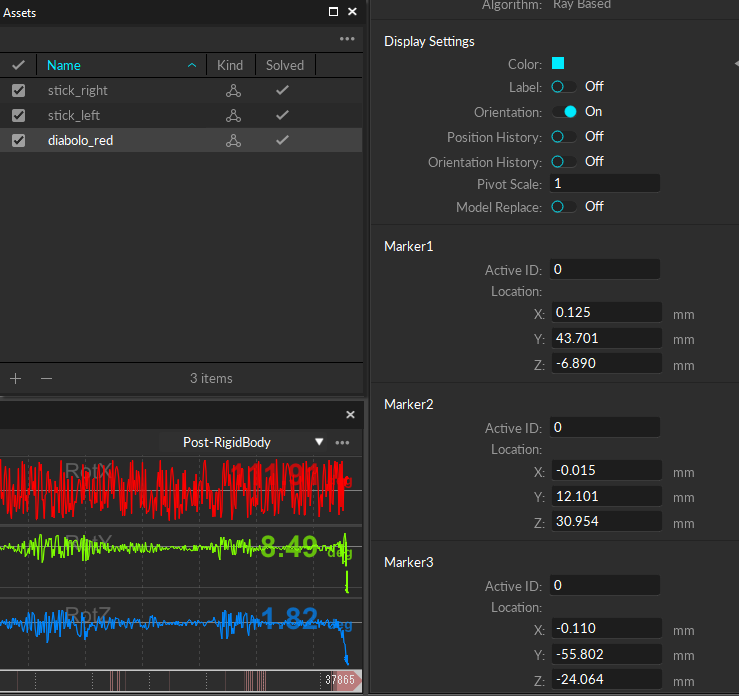 Assets
Name
Kind
Solved
stick_right
stick_left
diabolo_red
3 items
Post-RigidBody
RotX
deg
RotY
8.49 deg
RotZ
1.82 deg
37865
Algorithm: Ray Based
Display Settings
Color:
Label: Off
Orientation: On
Position History: Off
Orientation History: Off
Pivot Scale: 1
Model Replace: Off
Marker1
Active ID: 0
Location:
X: 0.125 mm
Y: 43.701 mm
Z: -6.890 mm
Marker2
Active ID: 0
Location:
X: -0.015 mm
Y: 12.101 mm
Z: 30.954 mm
Marker3
Active ID: 0
Location:
X: -0.110 mm
Y: -55.802 mm
Z: -24.064 mm